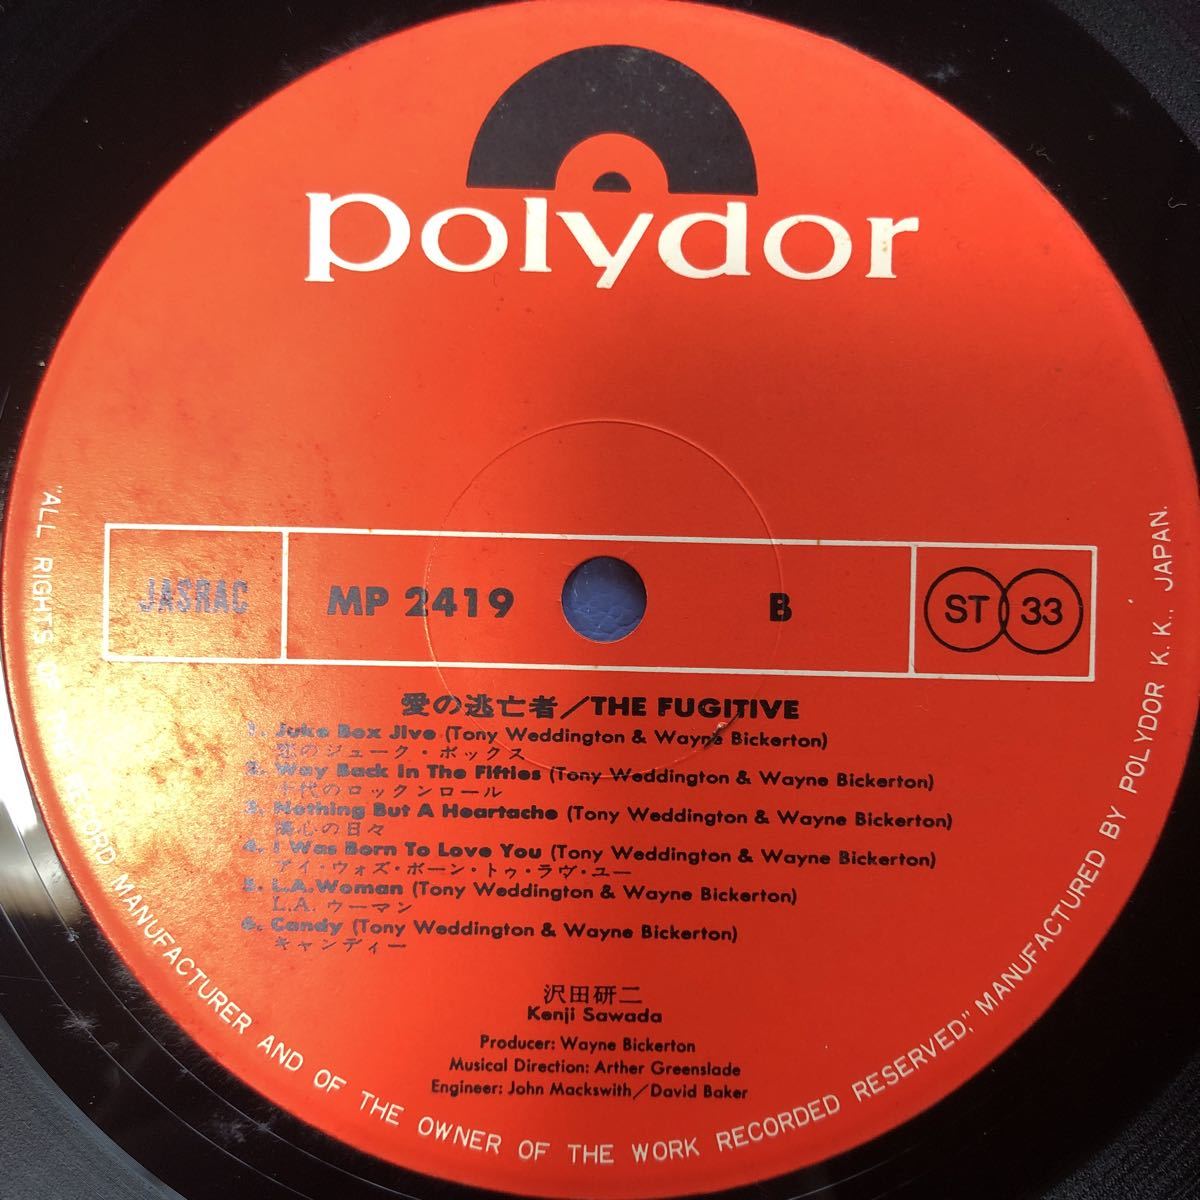 polydor
JASRAC
MP 2419
B
ST 33
愛の逃亡者／THE FUGITIVE
1. Juke Box Jive (Tony Weddington & Wayne Bickerton)
恋のジューク・ボックス
2. Way Back In The Fifties (Tony Weddington & Wayne Bickerton)
十代のロックンロール
3. Nothing But A Heartache (Tony Weddington & Wayne Bickerton)
傷心の日々
4. I Was Born To Love You (Tony Weddington & Wayne Bickerton)
アイ・ウォズ・ボーン・トゥ・ラヴ・ユー
5. L.A.Woman (Tony Weddington & Wayne Bickerton)
L.A. ウーマン
6. Candy (Tony Weddington & Wayne Bickerton)
キャンディー
沢田研二
Kenji Sawada
Producer: Wayne Bickerton
Musical Direction: Arther Greenslade
Engineer: John Mackswith／David Baker
"ALL RIGHTS OF THE RECORD MANUFACTURER AND OF THE OWNER OF THE WORK RECORDED RESERVED," MANUFACTURED BY POLYDOR K. K., JAPAN.